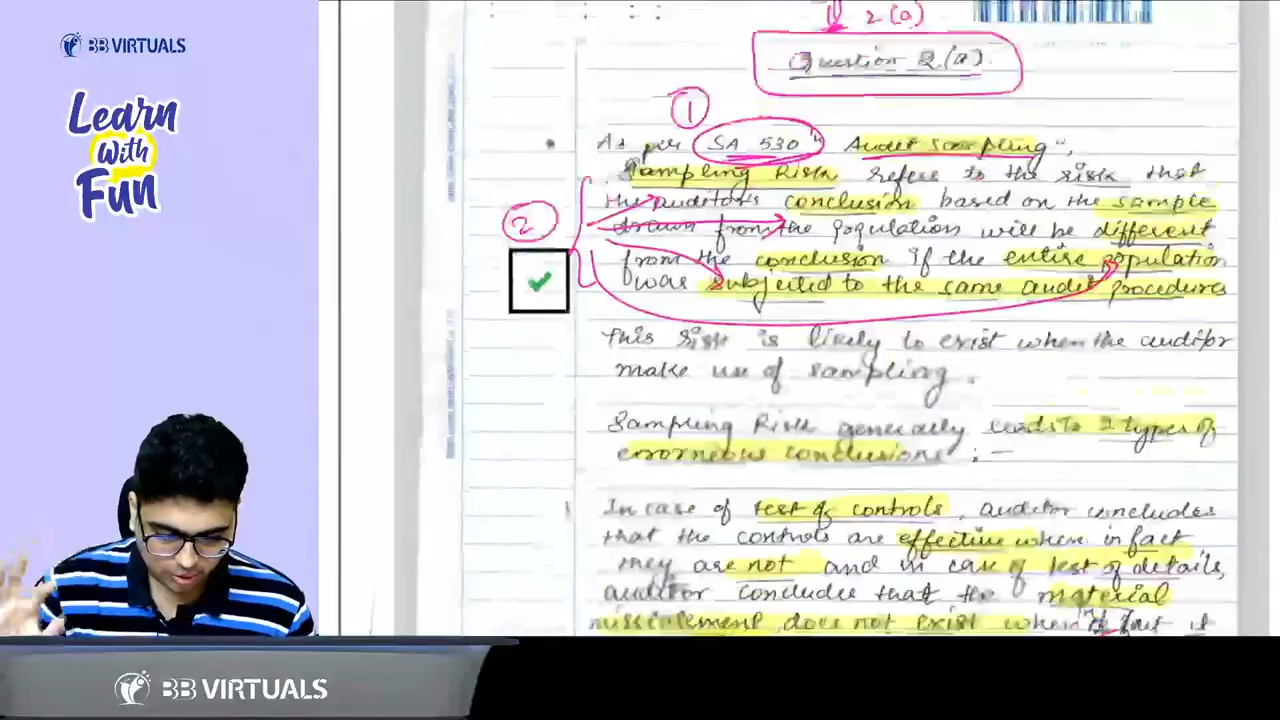 BB VIRTUALS
Learn
With
Fun
2(a)
Question 2.(a).
1
As per SA 530 "Audit Sampling",
Sampling Risk refers to the risk that
the auditor's conclusion based on the sample
drawn from the population will be different
from the conclusion if the entire population
was subjected to the same audit procedures
2
This risk is likely to exist when the auditor
make use of sampling.
Sampling Risk generally leads to 2 types of
errorneous conclusions :-
In case of test of controls, auditor concludes
that the controls are effective when in fact
they are not and in case of test of details,
auditor concludes that the material
misstatement does not exist when in fact it
BB VIRTUALS